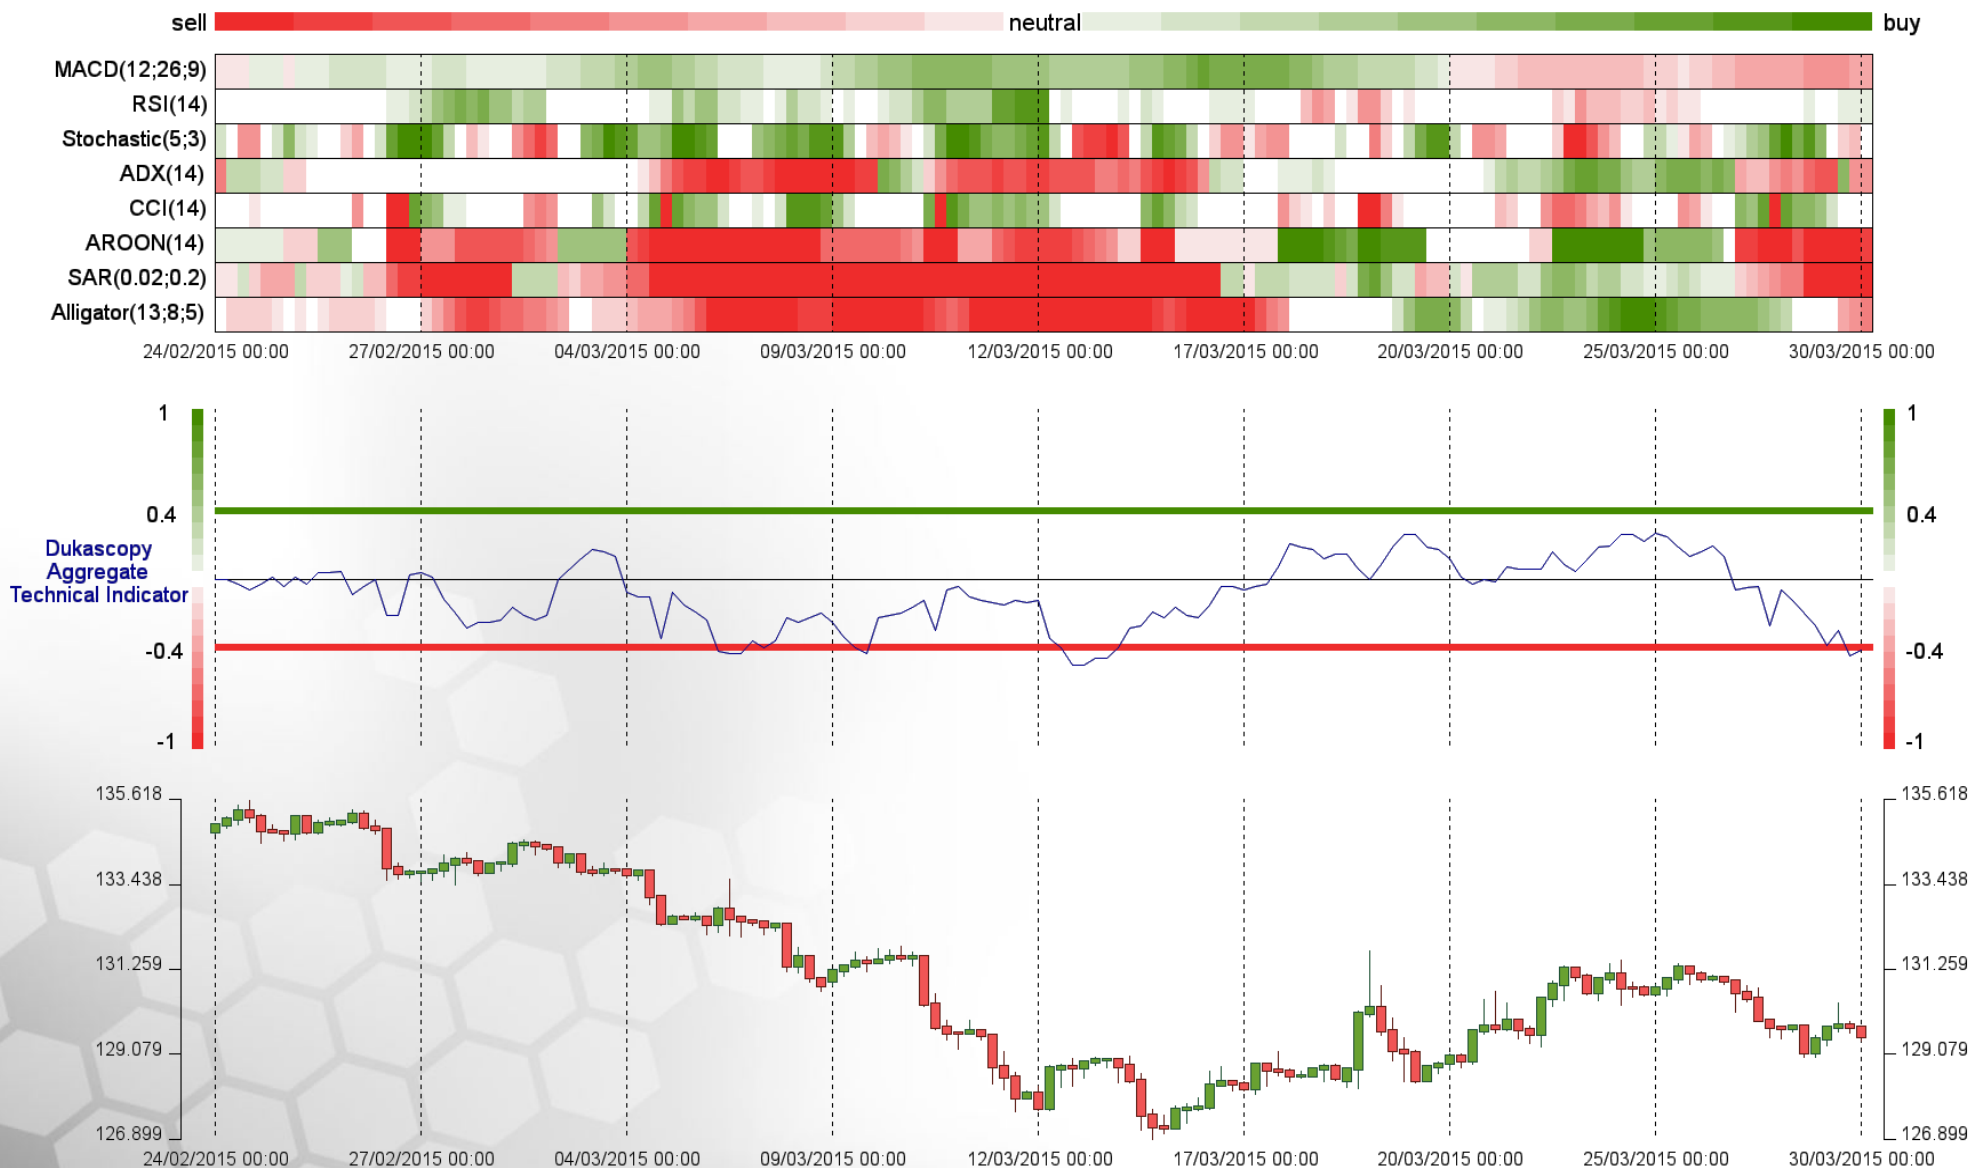 sell neutral buy
MACD(12;26;9)
RSI(14)
Stochastic(5;3)
ADX(14)
CCI(14)
AROON(14)
SAR(0.02;0.2)
Alligator(13;8;5)
24/02/2015 00:00 27/02/2015 00:00 04/03/2015 00:00 09/03/2015 00:00 12/03/2015 00:00 17/03/2015 00:00 20/03/2015 00:00 25/03/2015 00:00 30/03/2015 00:00
1 1
0.4 0.4
Dukascopy
Aggregate
Technical Indicator
-0.4 -0.4
-1 -1
135.618 135.618
133.438 133.438
131.259 131.259
129.079 129.079
126.899 126.899
24/02/2015 00:00 27/02/2015 00:00 04/03/2015 00:00 09/03/2015 00:00 12/03/2015 00:00 17/03/2015 00:00 20/03/2015 00:00 25/03/2015 00:00 30/03/2015 00:00